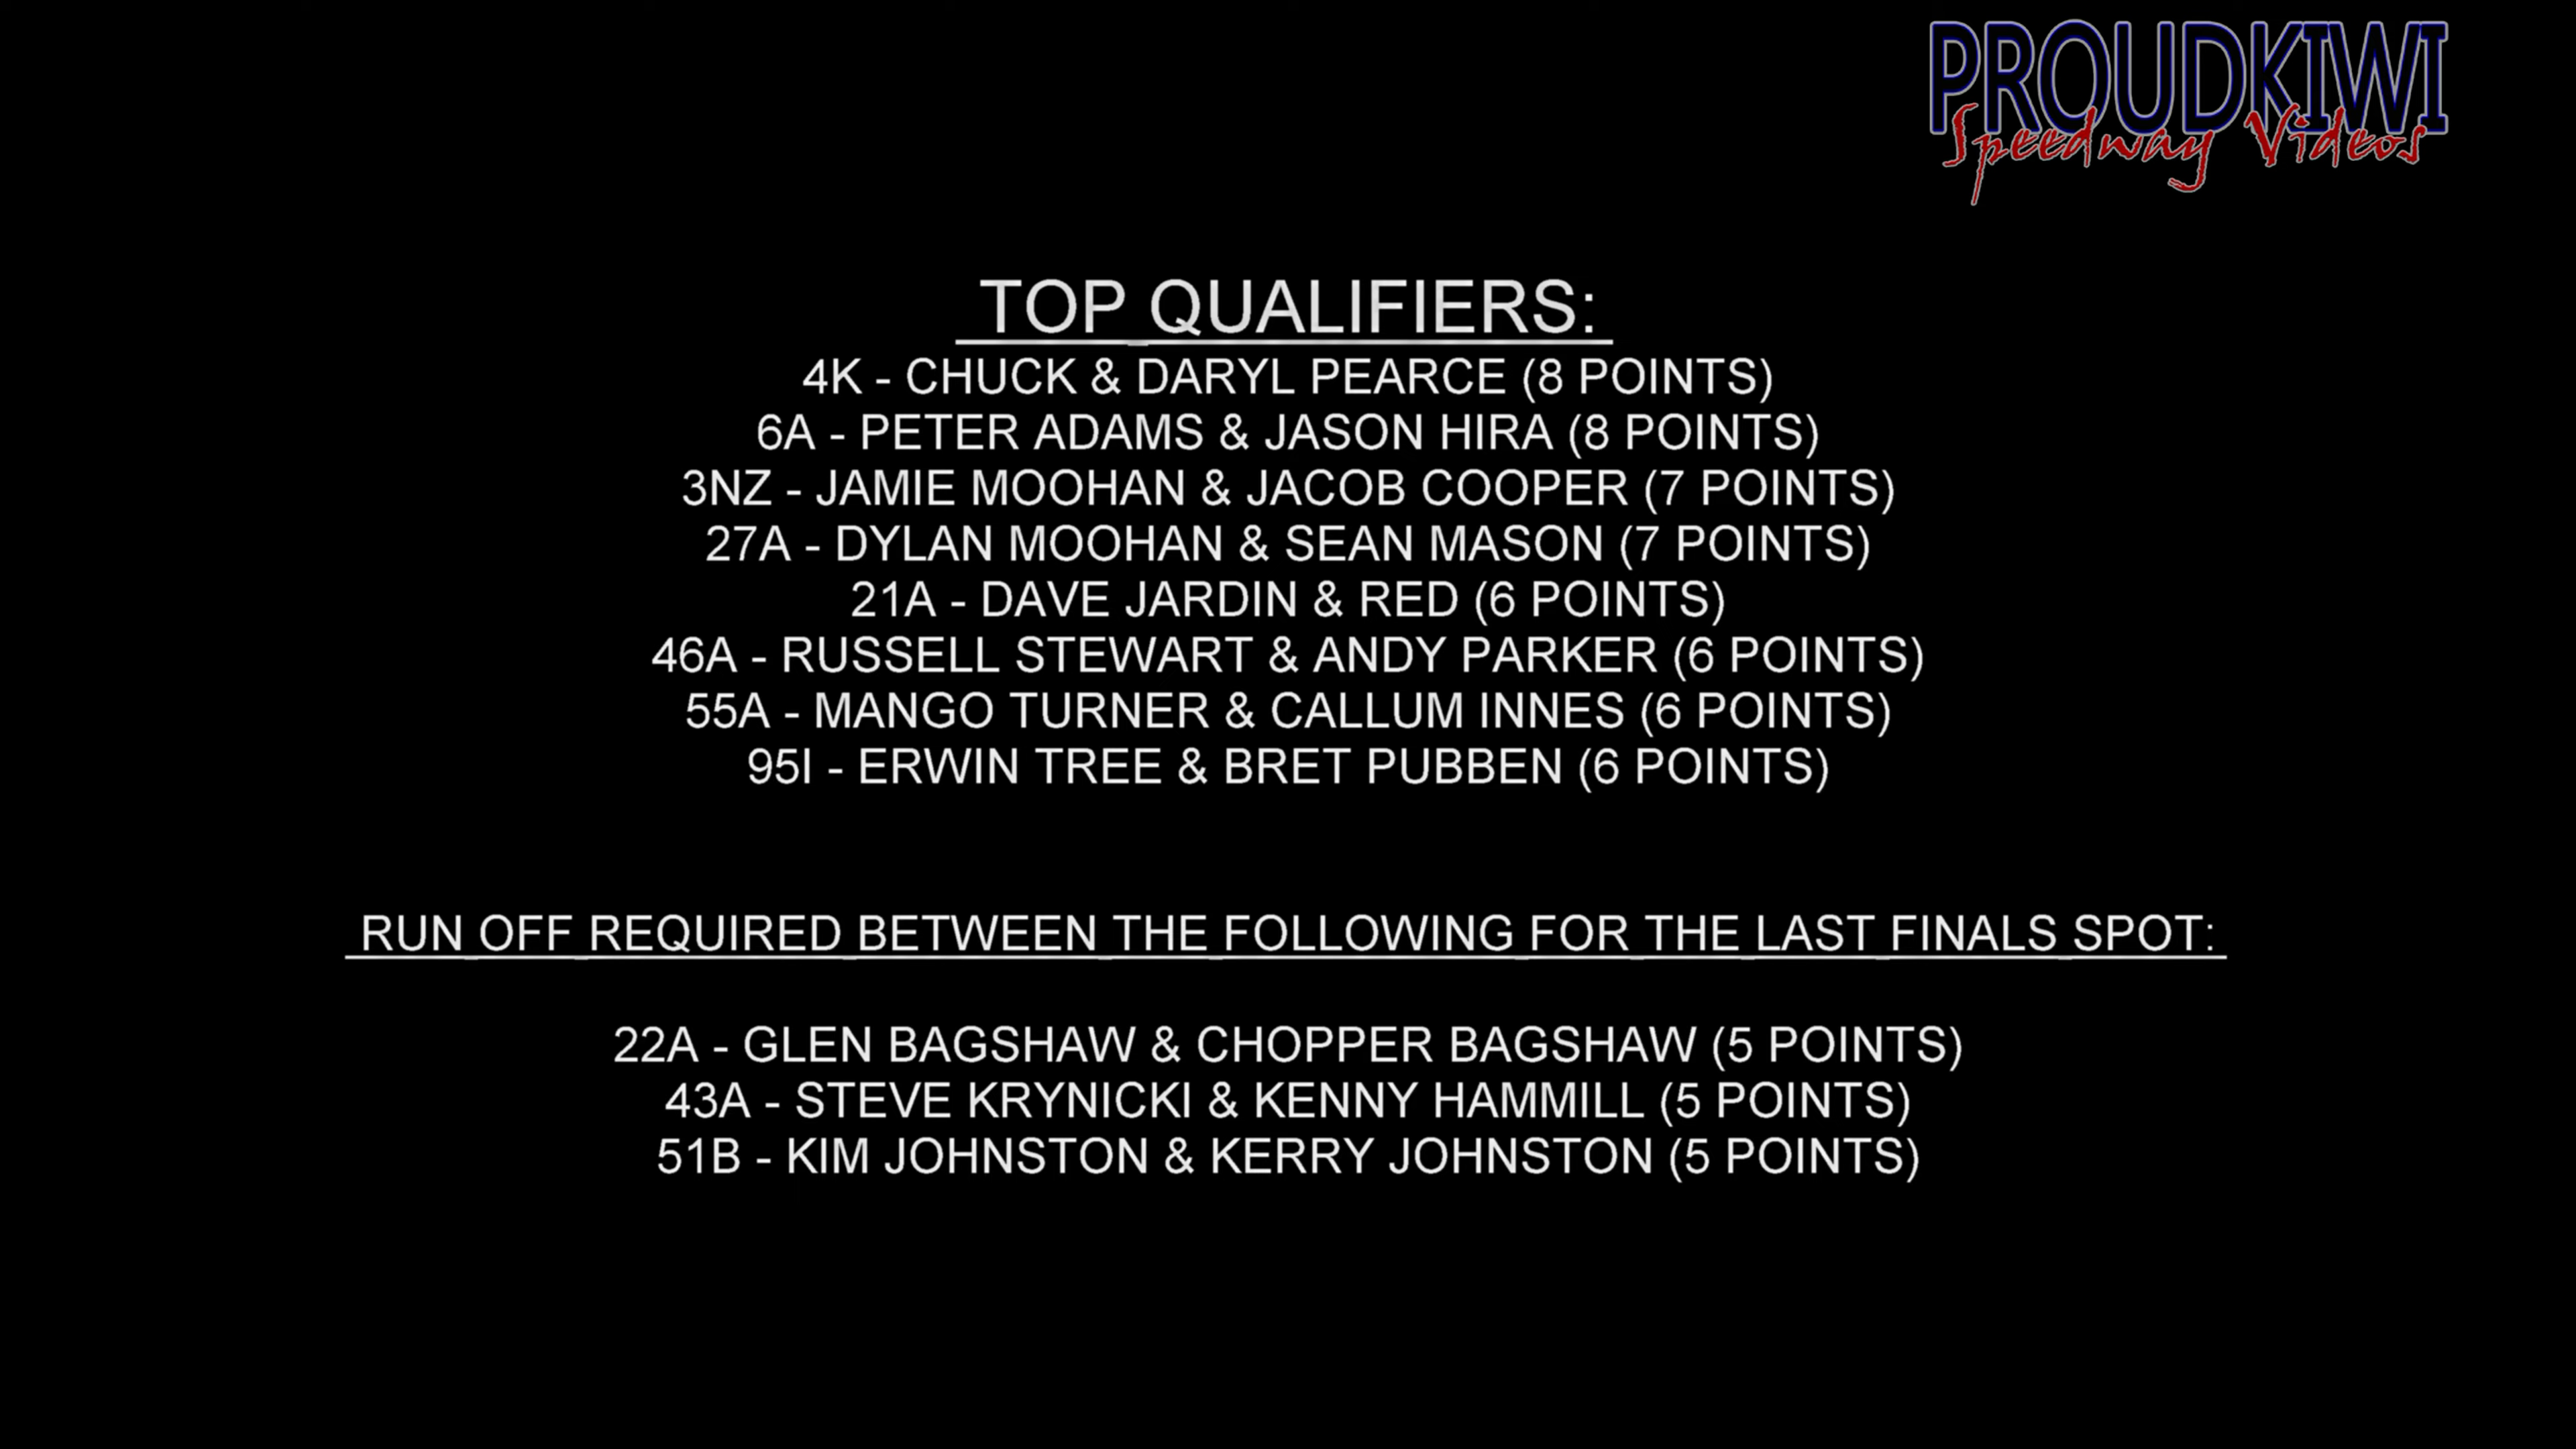 PROUDKIWI
Speedway Videos
TOP QUALIFIERS:
4K - CHUCK & DARYL PEARCE (8 POINTS)
6A - PETER ADAMS & JASON HIRA (8 POINTS)
3NZ - JAMIE MOOHAN & JACOB COOPER (7 POINTS)
27A - DYLAN MOOHAN & SEAN MASON (7 POINTS)
21A - DAVE JARDIN & RED (6 POINTS)
46A - RUSSELL STEWART & ANDY PARKER (6 POINTS)
55A - MANGO TURNER & CALLUM INNES (6 POINTS)
95I - ERWIN TREE & BRET PUBBEN (6 POINTS)
RUN OFF REQUIRED BETWEEN THE FOLLOWING FOR THE LAST FINALS SPOT:
22A - GLEN BAGSHAW & CHOPPER BAGSHAW (5 POINTS)
43A - STEVE KRYNICKI & KENNY HAMMILL (5 POINTS)
51B - KIM JOHNSTON & KERRY JOHNSTON (5 POINTS)